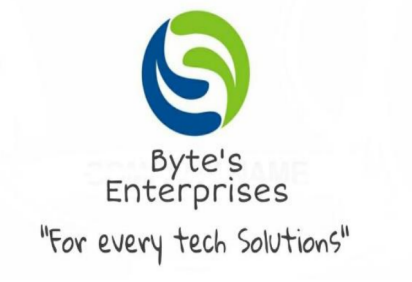 Byte's
Enterprises
"For every tech Solutions"